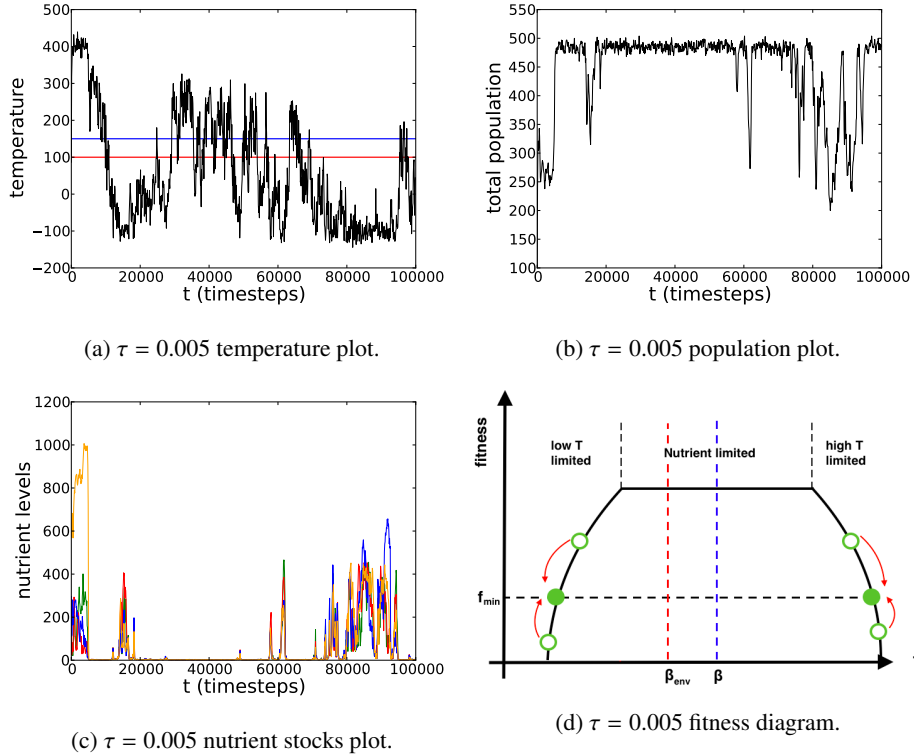 temperature
400
300
200
100
0
−100
−200
0
20000
40000
60000
80000
100000
t (timesteps)
(a) τ = 0.005 temperature plot.
total population
550
500
450
400
350
300
250
200
150
100
0
20000
40000
60000
80000
100000
t (timesteps)
(b) τ = 0.005 population plot.
nutrient levels
1200
1000
800
600
400
200
0
0
20000
40000
60000
80000
100000
t (timesteps)
(c) τ = 0.005 nutrient stocks plot.
fitness
low T
limited
Nutrient limited
high T
limited
f_min
β_env
β
(d) τ = 0.005 fitness diagram.